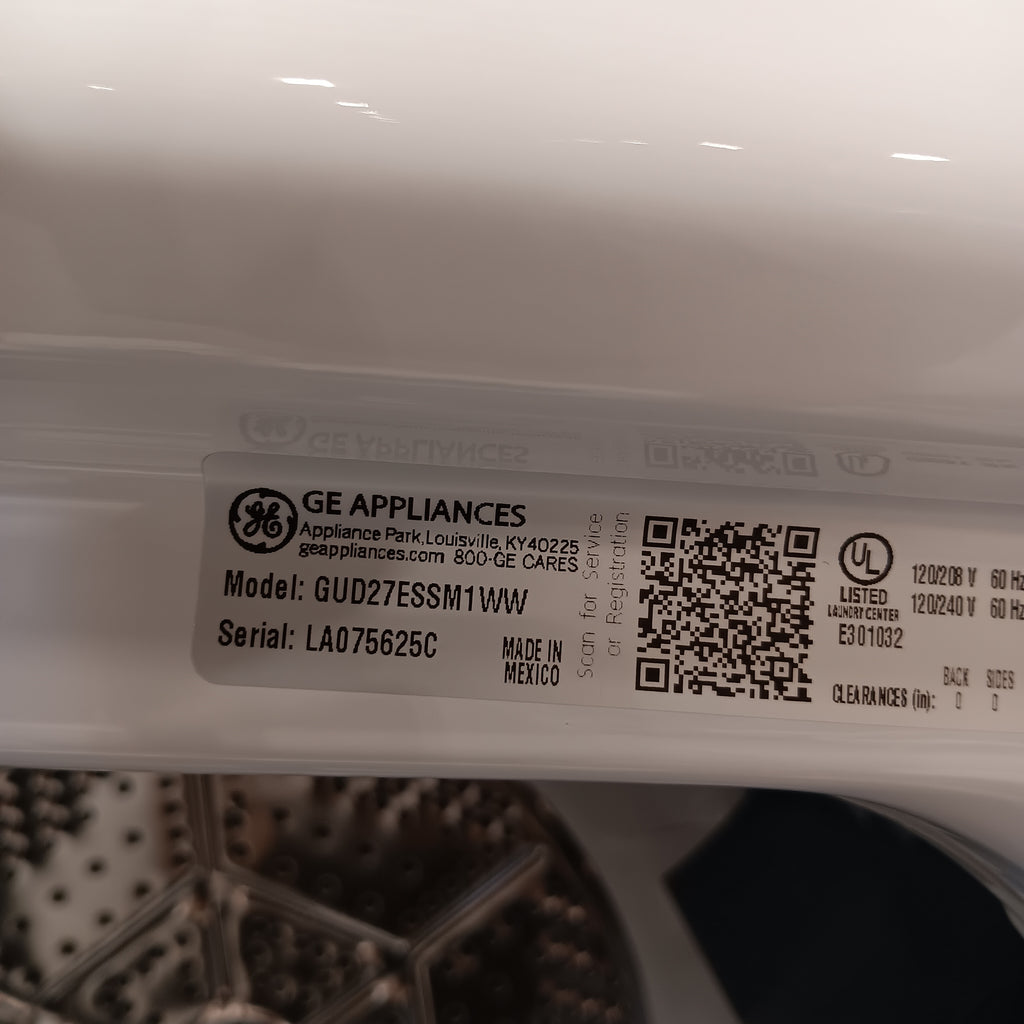 GE APPLIANCES
Appliance Park, Louisville, KY40225
geappliances.com 800-GE CARES
Model: GUD27ESSM1WW
Serial: LA075625C
MADE IN
MEXICO
Scan for Service
or Registration
UL
LISTED
LAUNDRY CENTER
E301032
120/208 V 60 Hz
120/240 V 60 Hz
BACK SIDES
CLEARANCES (in): 0 0